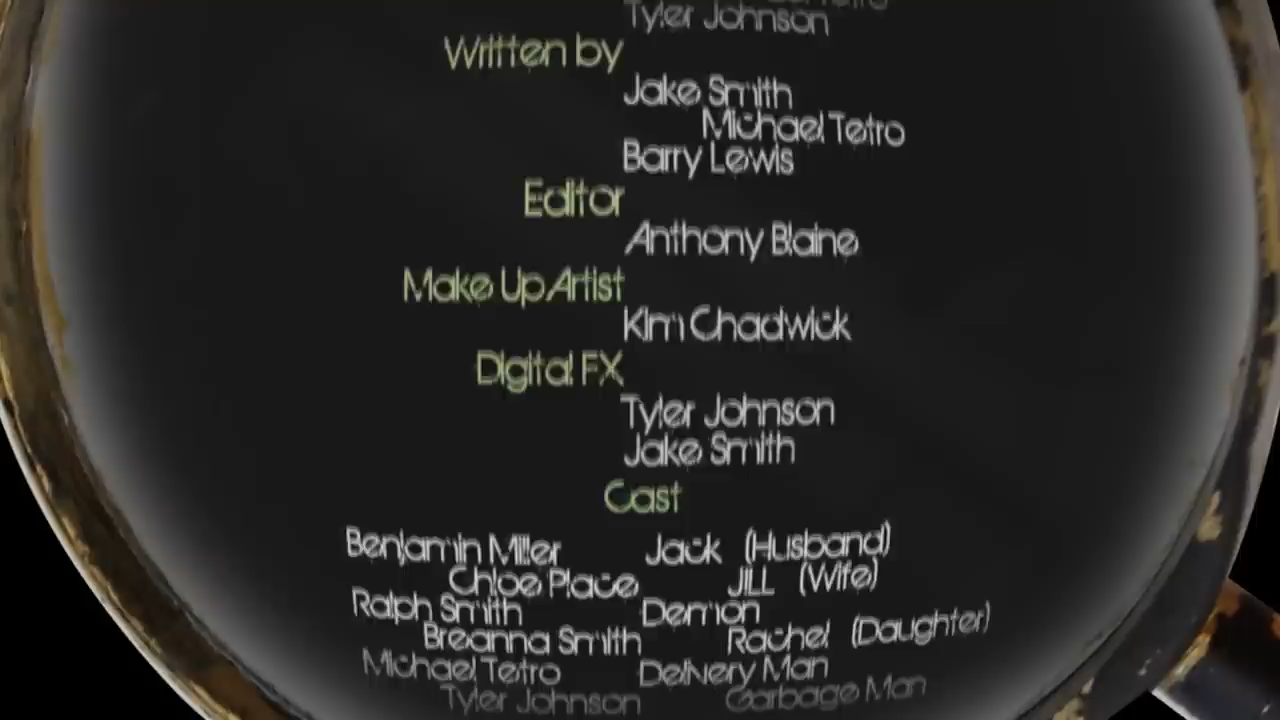 Tyler Johnson
Written by
Jake Smith
Michael Tetro
Barry Lewis
Editor
Anthony Blaine
Make Up Artist
Kim Chadwick
Digital FX
Tyler Johnson
Jake Smith
Cast
Benjamin Miller Jack (Husband)
Chloe Place JILL (Wife)
Ralph Smith Demon
Breanna Smith Rachel (Daughter)
Michael Tetro Delivery Man
Tyler Johnson Garbage Man